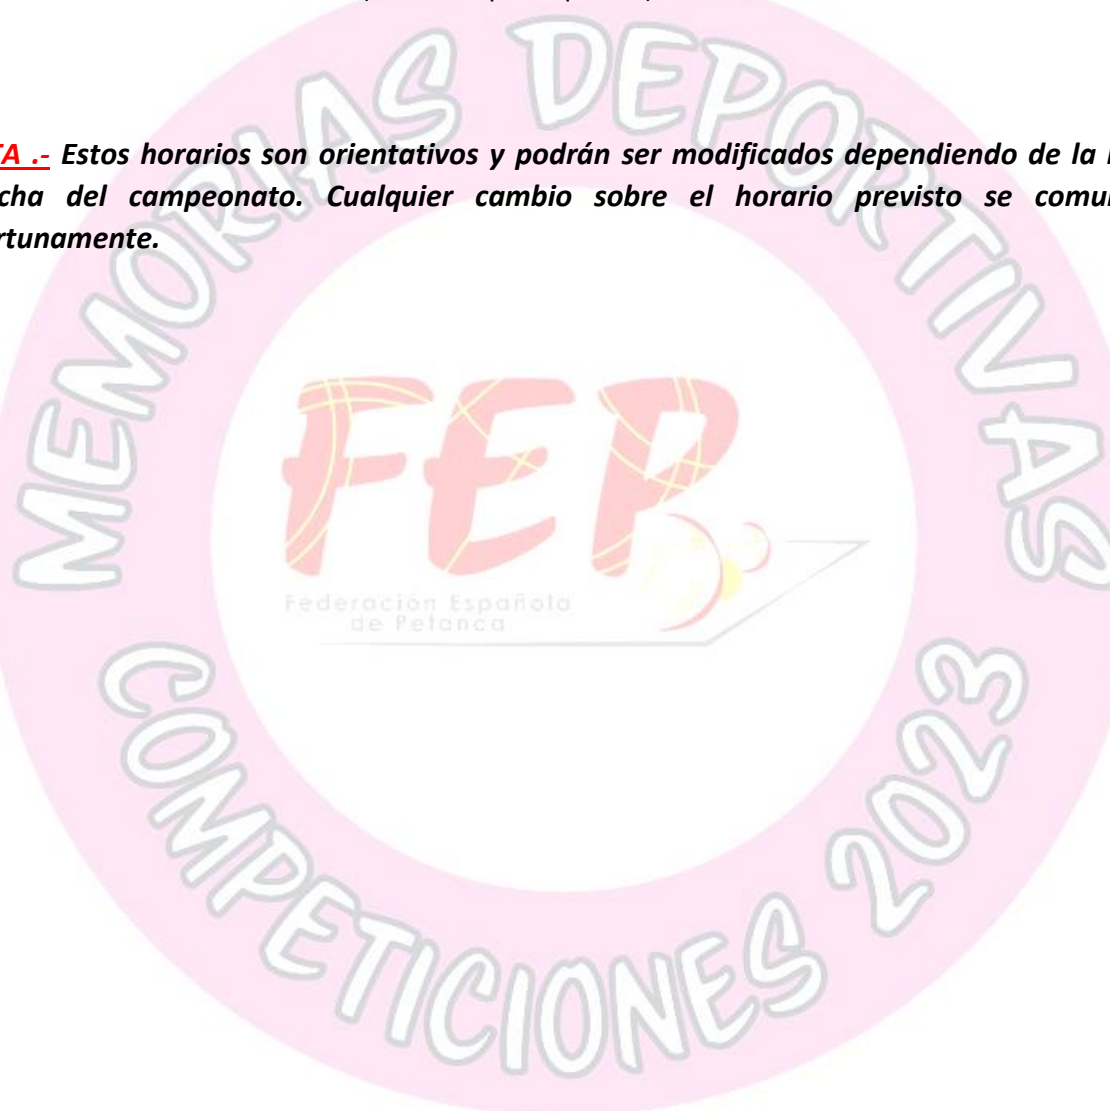 TA .- Estos horarios son orientativos y podrán ser modificados dependiendo de la
cha del campeonato. Cualquier cambio sobre el horario previsto se comu
rtunamente.
MEMORIAS DEPORTIVAS
FEP
Federación Española
de Petanca
COMPETICIONES 2023